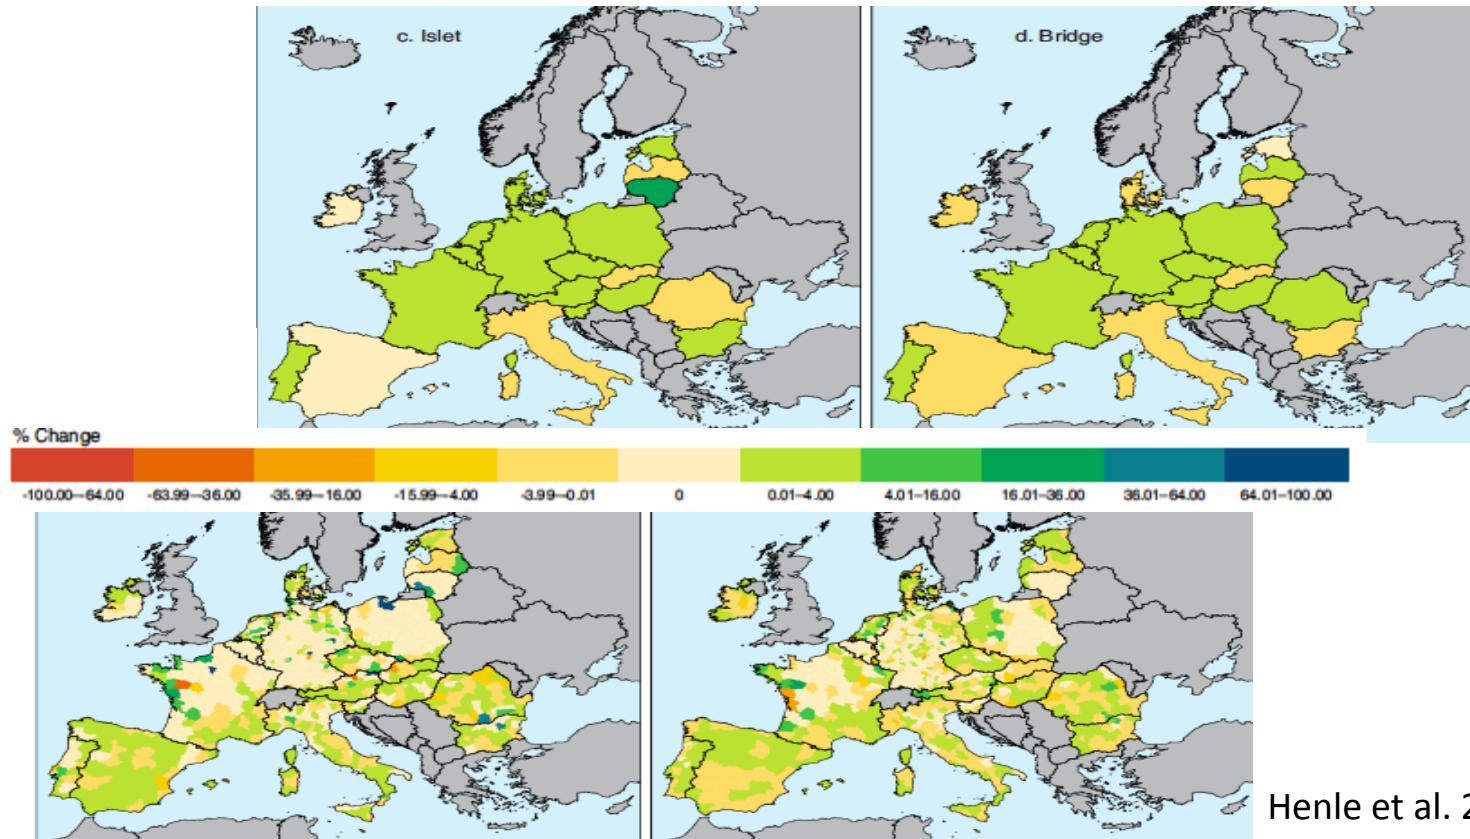 c. Islet
d. Bridge
% Change
-100.00–-64.00 -63.99–-36.00 -35.99–-16.00 -15.99–-4.00 -3.99–-0.01 0 0.01–4.00 4.01–16.00 16.01–36.00 36.01–64.00 64.01–100.00
Henle et al. 2